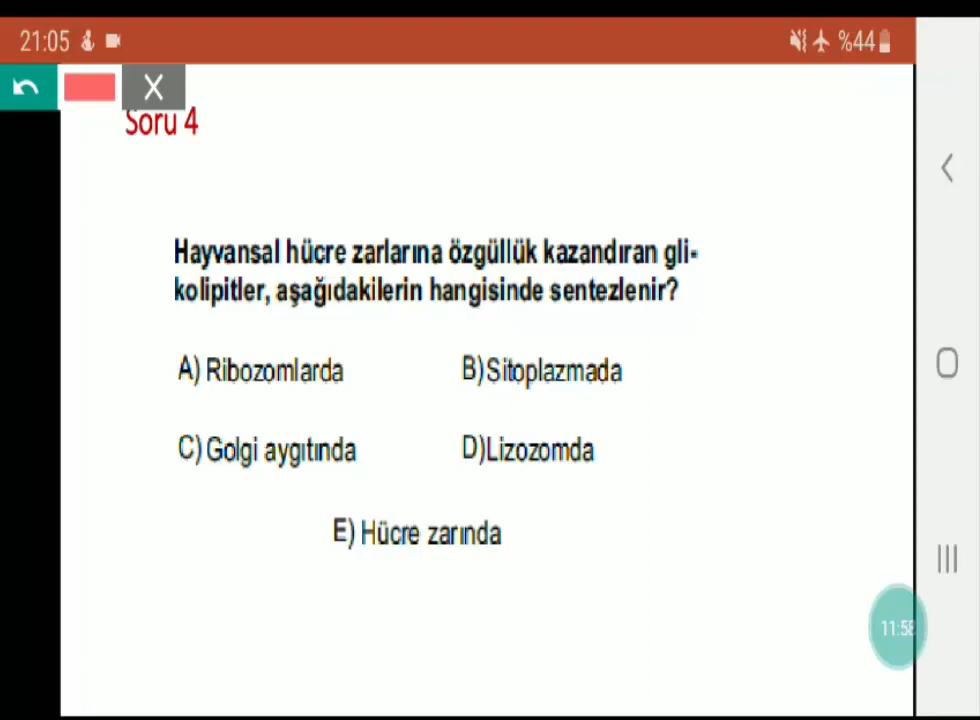 21:05 %44
X
Soru 4
Hayvansal hücre zarlarına özgüllük kazandıran gli-
kolipitler, aşağıdakilerin hangisinde sentezlenir?
A) Ribozomlarda B)Sitoplazmada
C) Golgi aygıtında D)Lizozomda
E) Hücre zarında
11:58